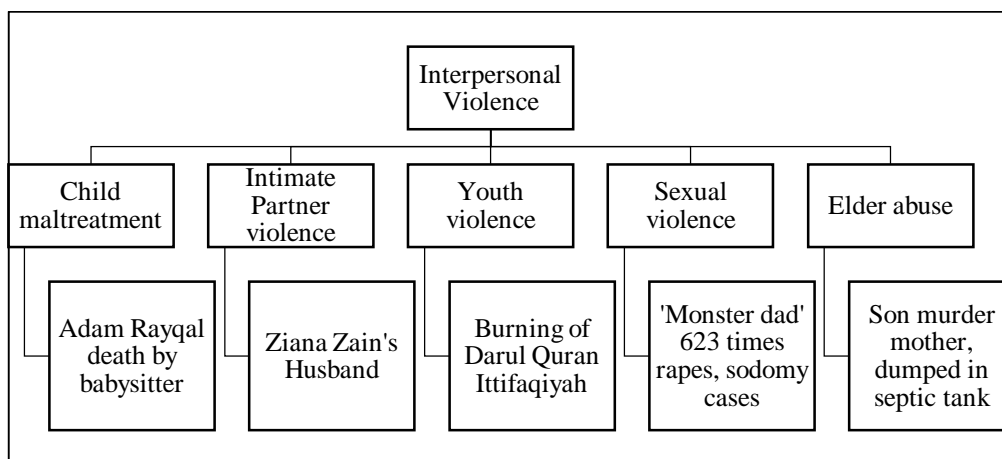 Interpersonal
Violence
Child
maltreatment
Intimate
Partner
violence
Youth
violence
Sexual
violence
Elder abuse
Adam Rayqal
death by
babysitter
Ziana Zain's
Husband
Burning of
Darul Quran
Ittifaqiyah
'Monster dad'
623 times
rapes, sodomy
cases
Son murder
mother,
dumped in
septic tank